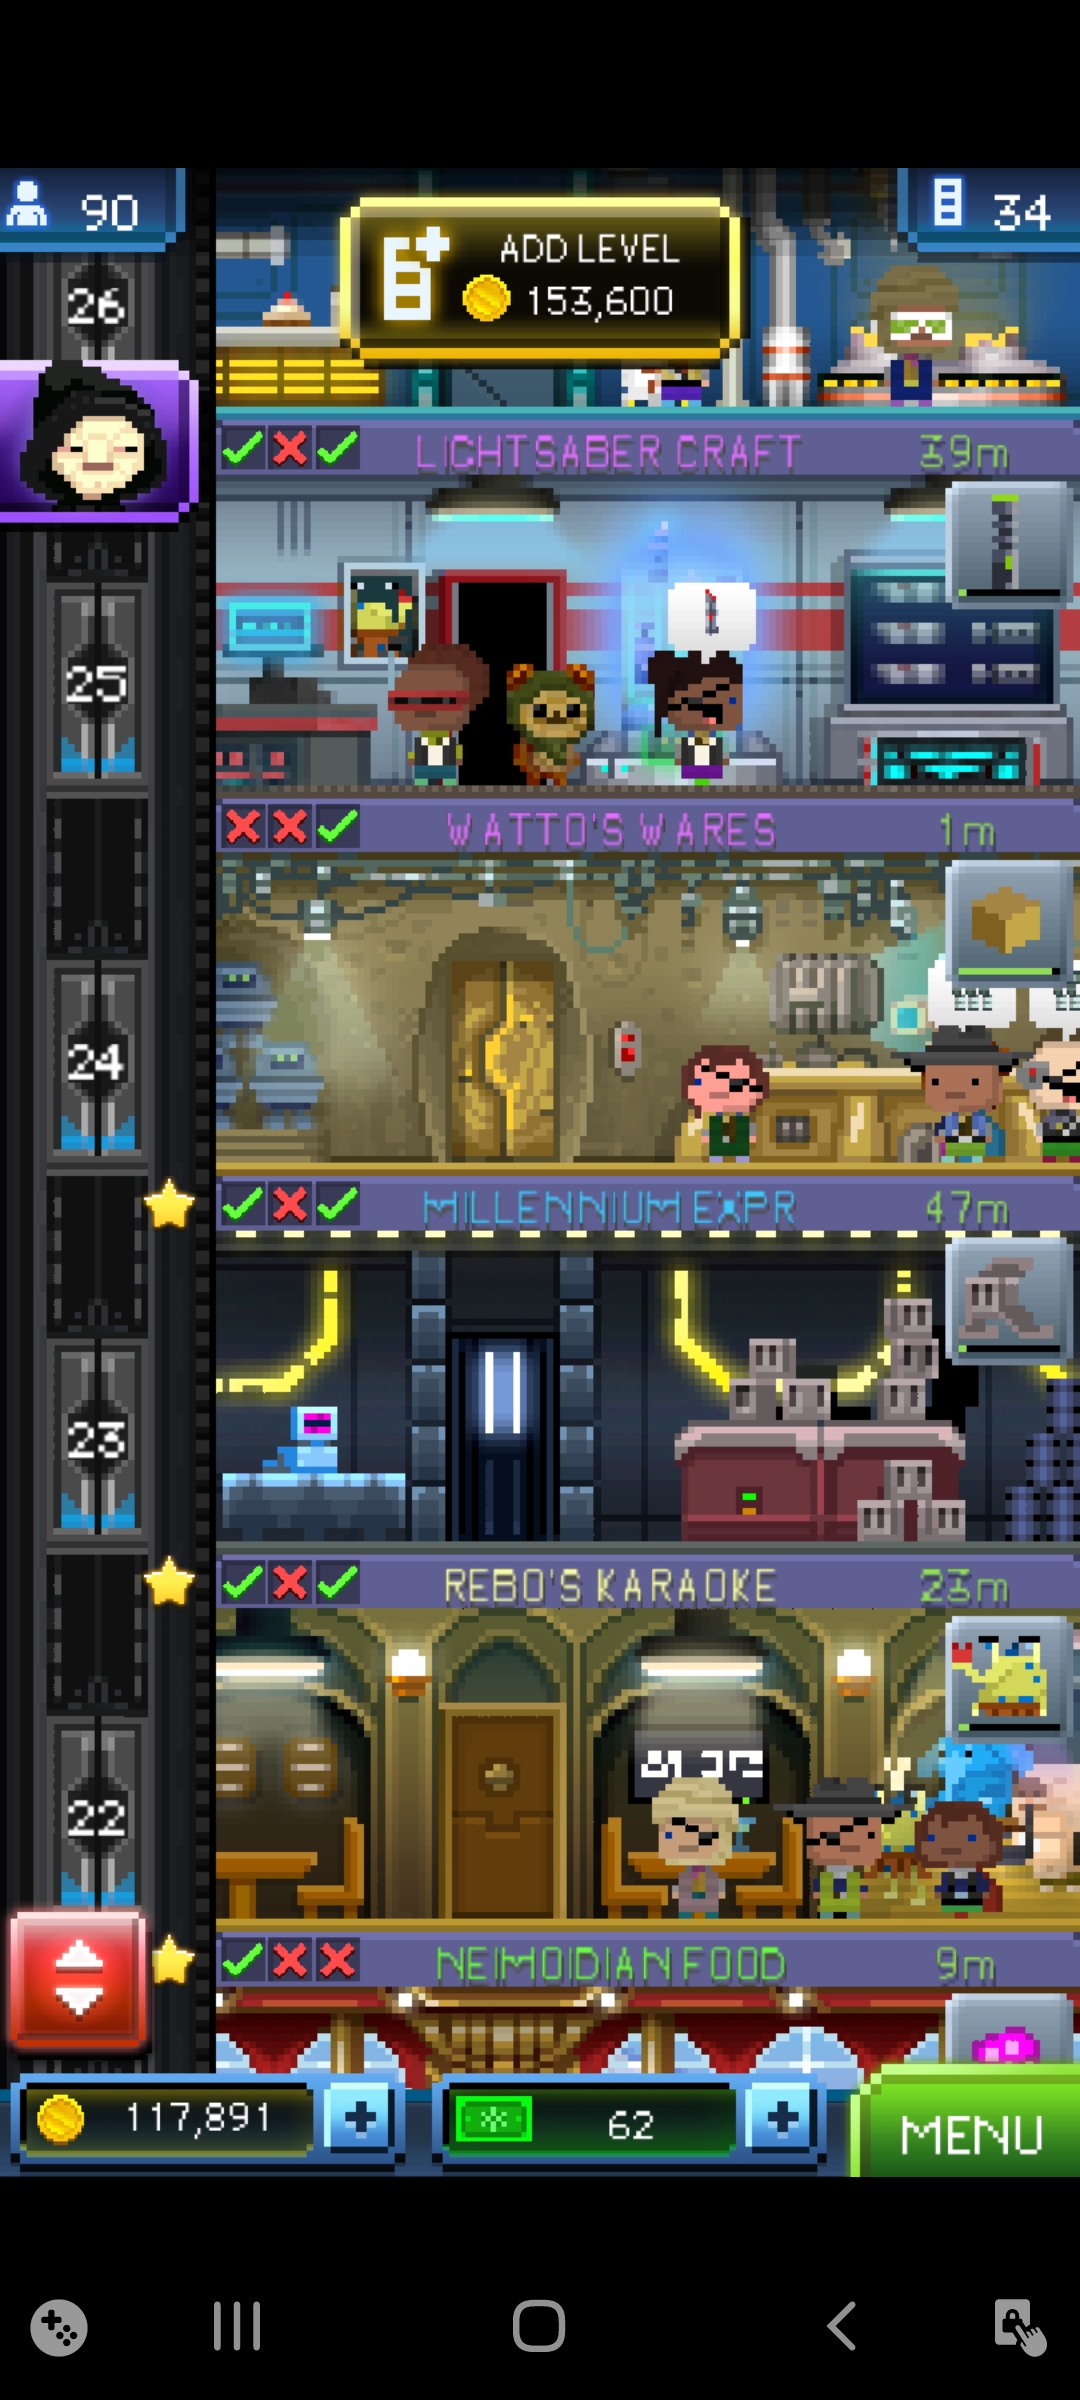 90
34
ADD LEVEL
153,600
26
LIGHTSABER CRAFT 39m
25
WATTO'S WARES 1m
24
MILLENNIUM EXPR 47m
23
REBO'S KARAOKE 23m
22
NEIMOIDIAN FOOD 9m
117,891
62
MENU